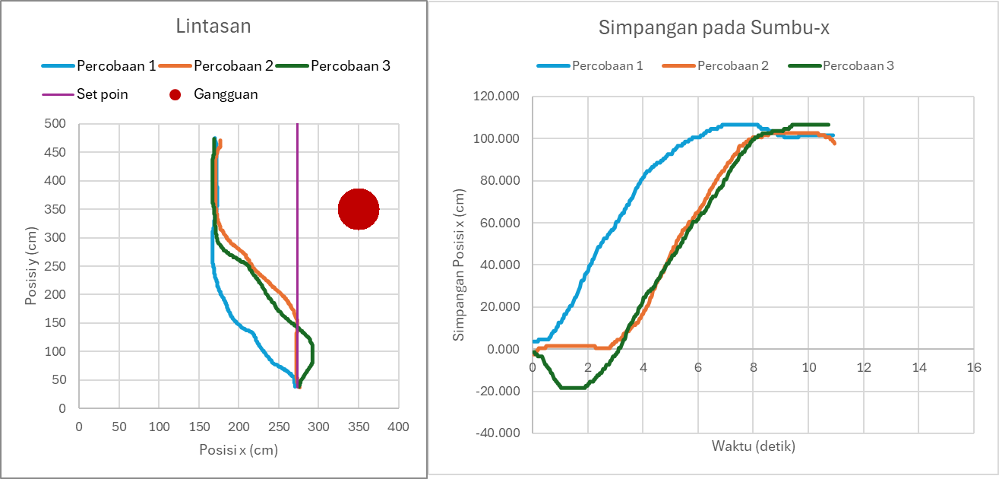 Lintasan
Percobaan 1 Percobaan 2 Percobaan 3
Set poin Gangguan
500
450
400
350
300
250
200
150
100
50
0
0 50 100 150 200 250 300 350 400
Posisi y (cm)
Posisi x (cm)
Simpangan pada Sumbu-x
Percobaan 1 Percobaan 2 Percobaan 3
120.000
100.000
80.000
60.000
40.000
20.000
0.000
-20.000
-40.000
0 2 4 6 8 10 12 14 16
Simpangan Posisi x (cm)
Waktu (detik)